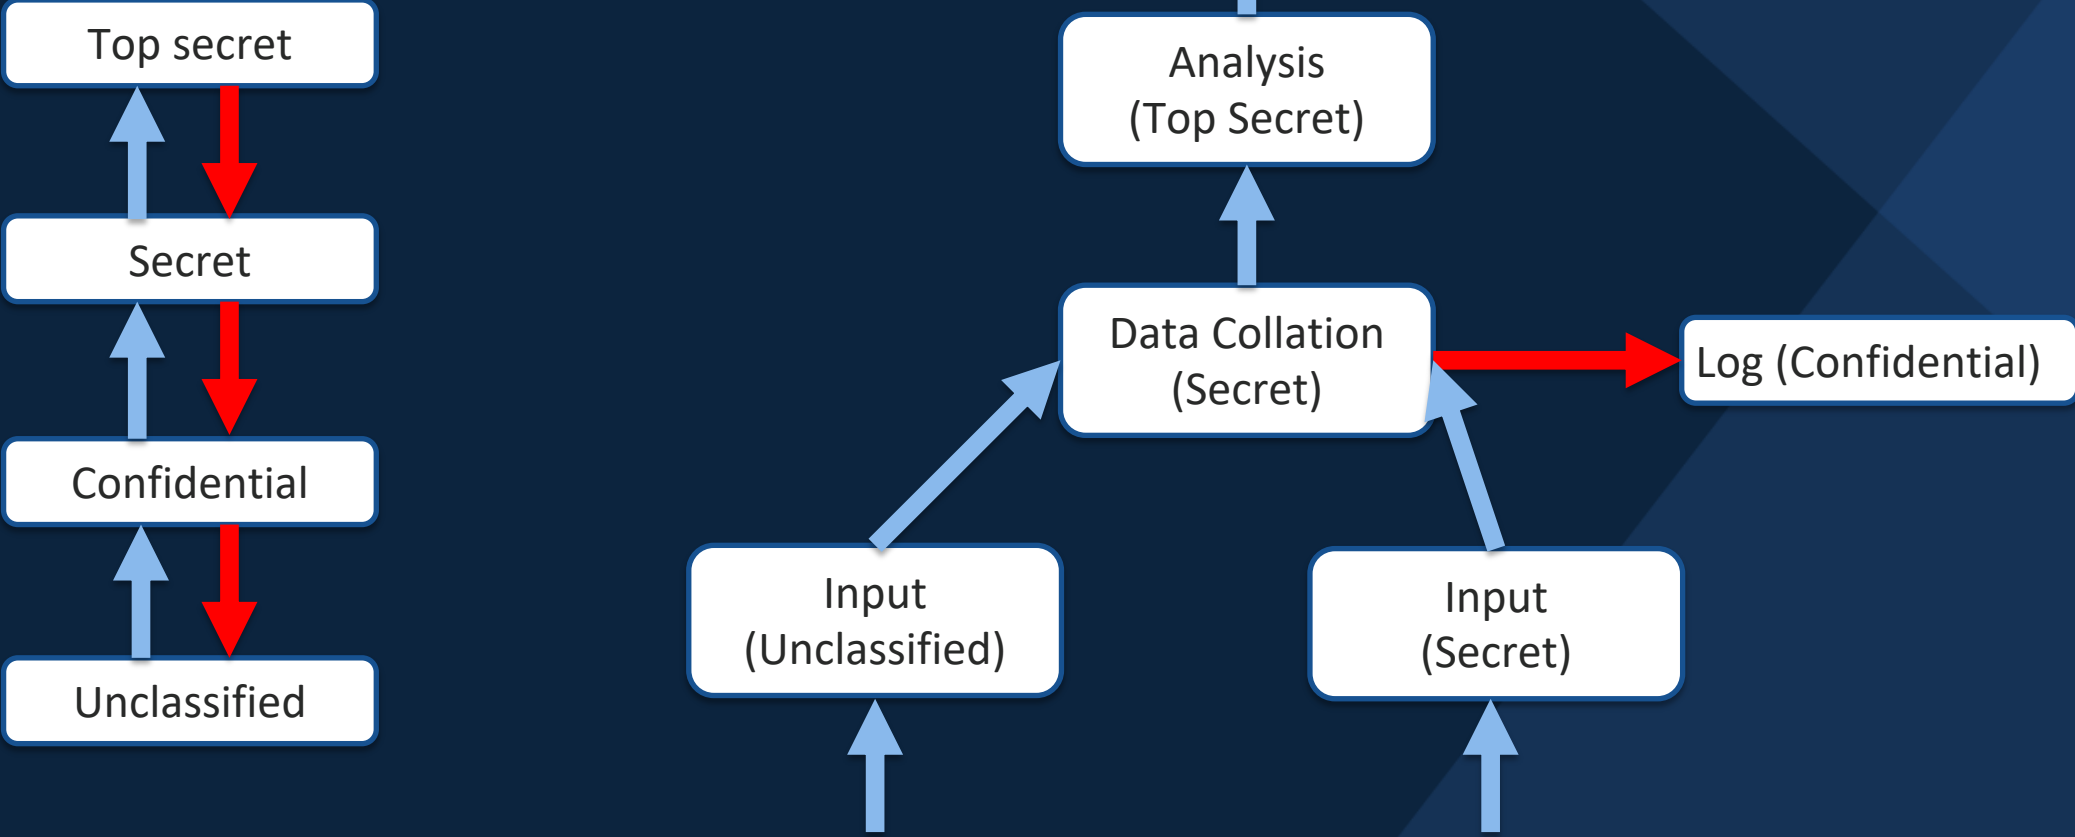 Top secret
Secret
Confidential
Unclassified
Analysis
(Top Secret)
Data Collation
(Secret)
Log (Confidential)
Input
(Unclassified)
Input
(Secret)